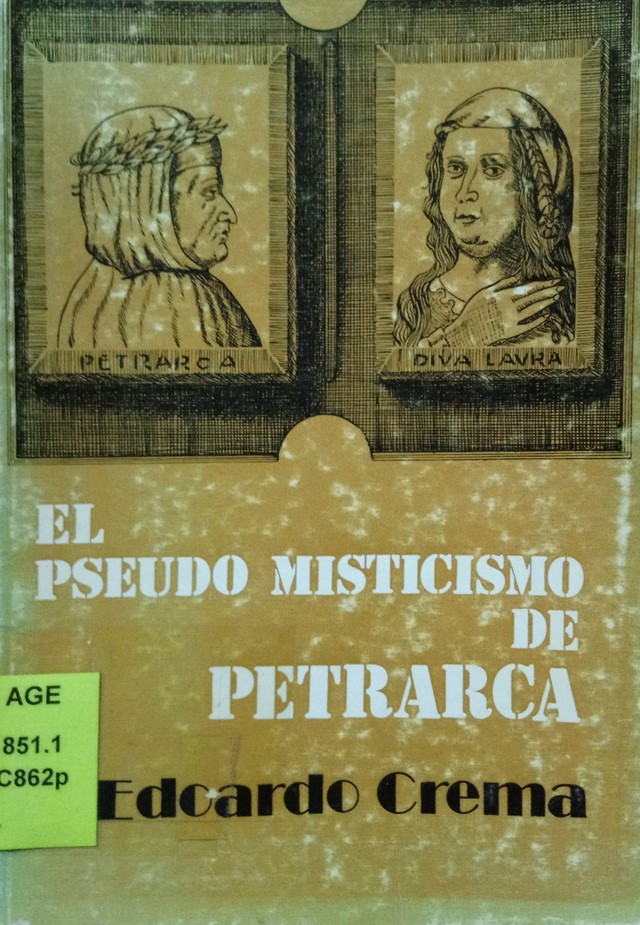 PETRARCA
DIVA LAVRA
EL
PSEUDO MISTICISMO
DE
PETRARCA
AGE
851.1
C862p
Edoardo Crema